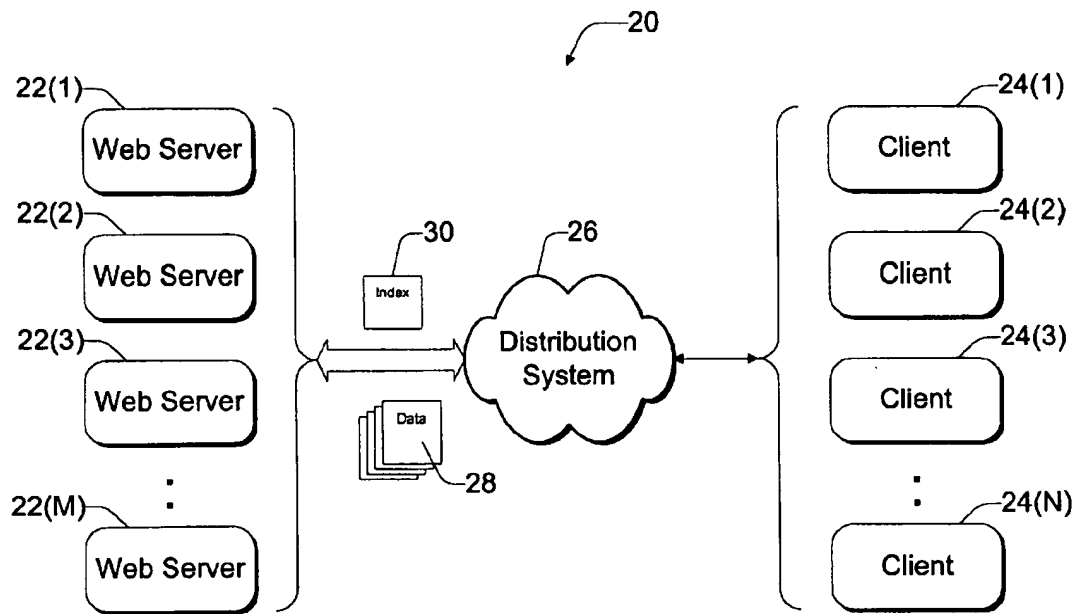 20
22(1)
Web Server
24(1)
Client
22(2)
Web Server
24(2)
Client
30
Index
26
Distribution
System
22(3)
Web Server
24(3)
Client
Data
28
22(M)
Web Server
24(N)
Client